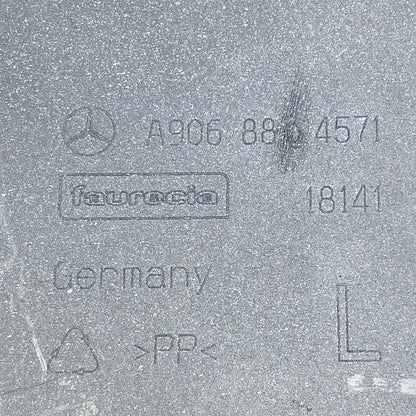 A906 4571
faurecia 18141
Germany
>PP< L